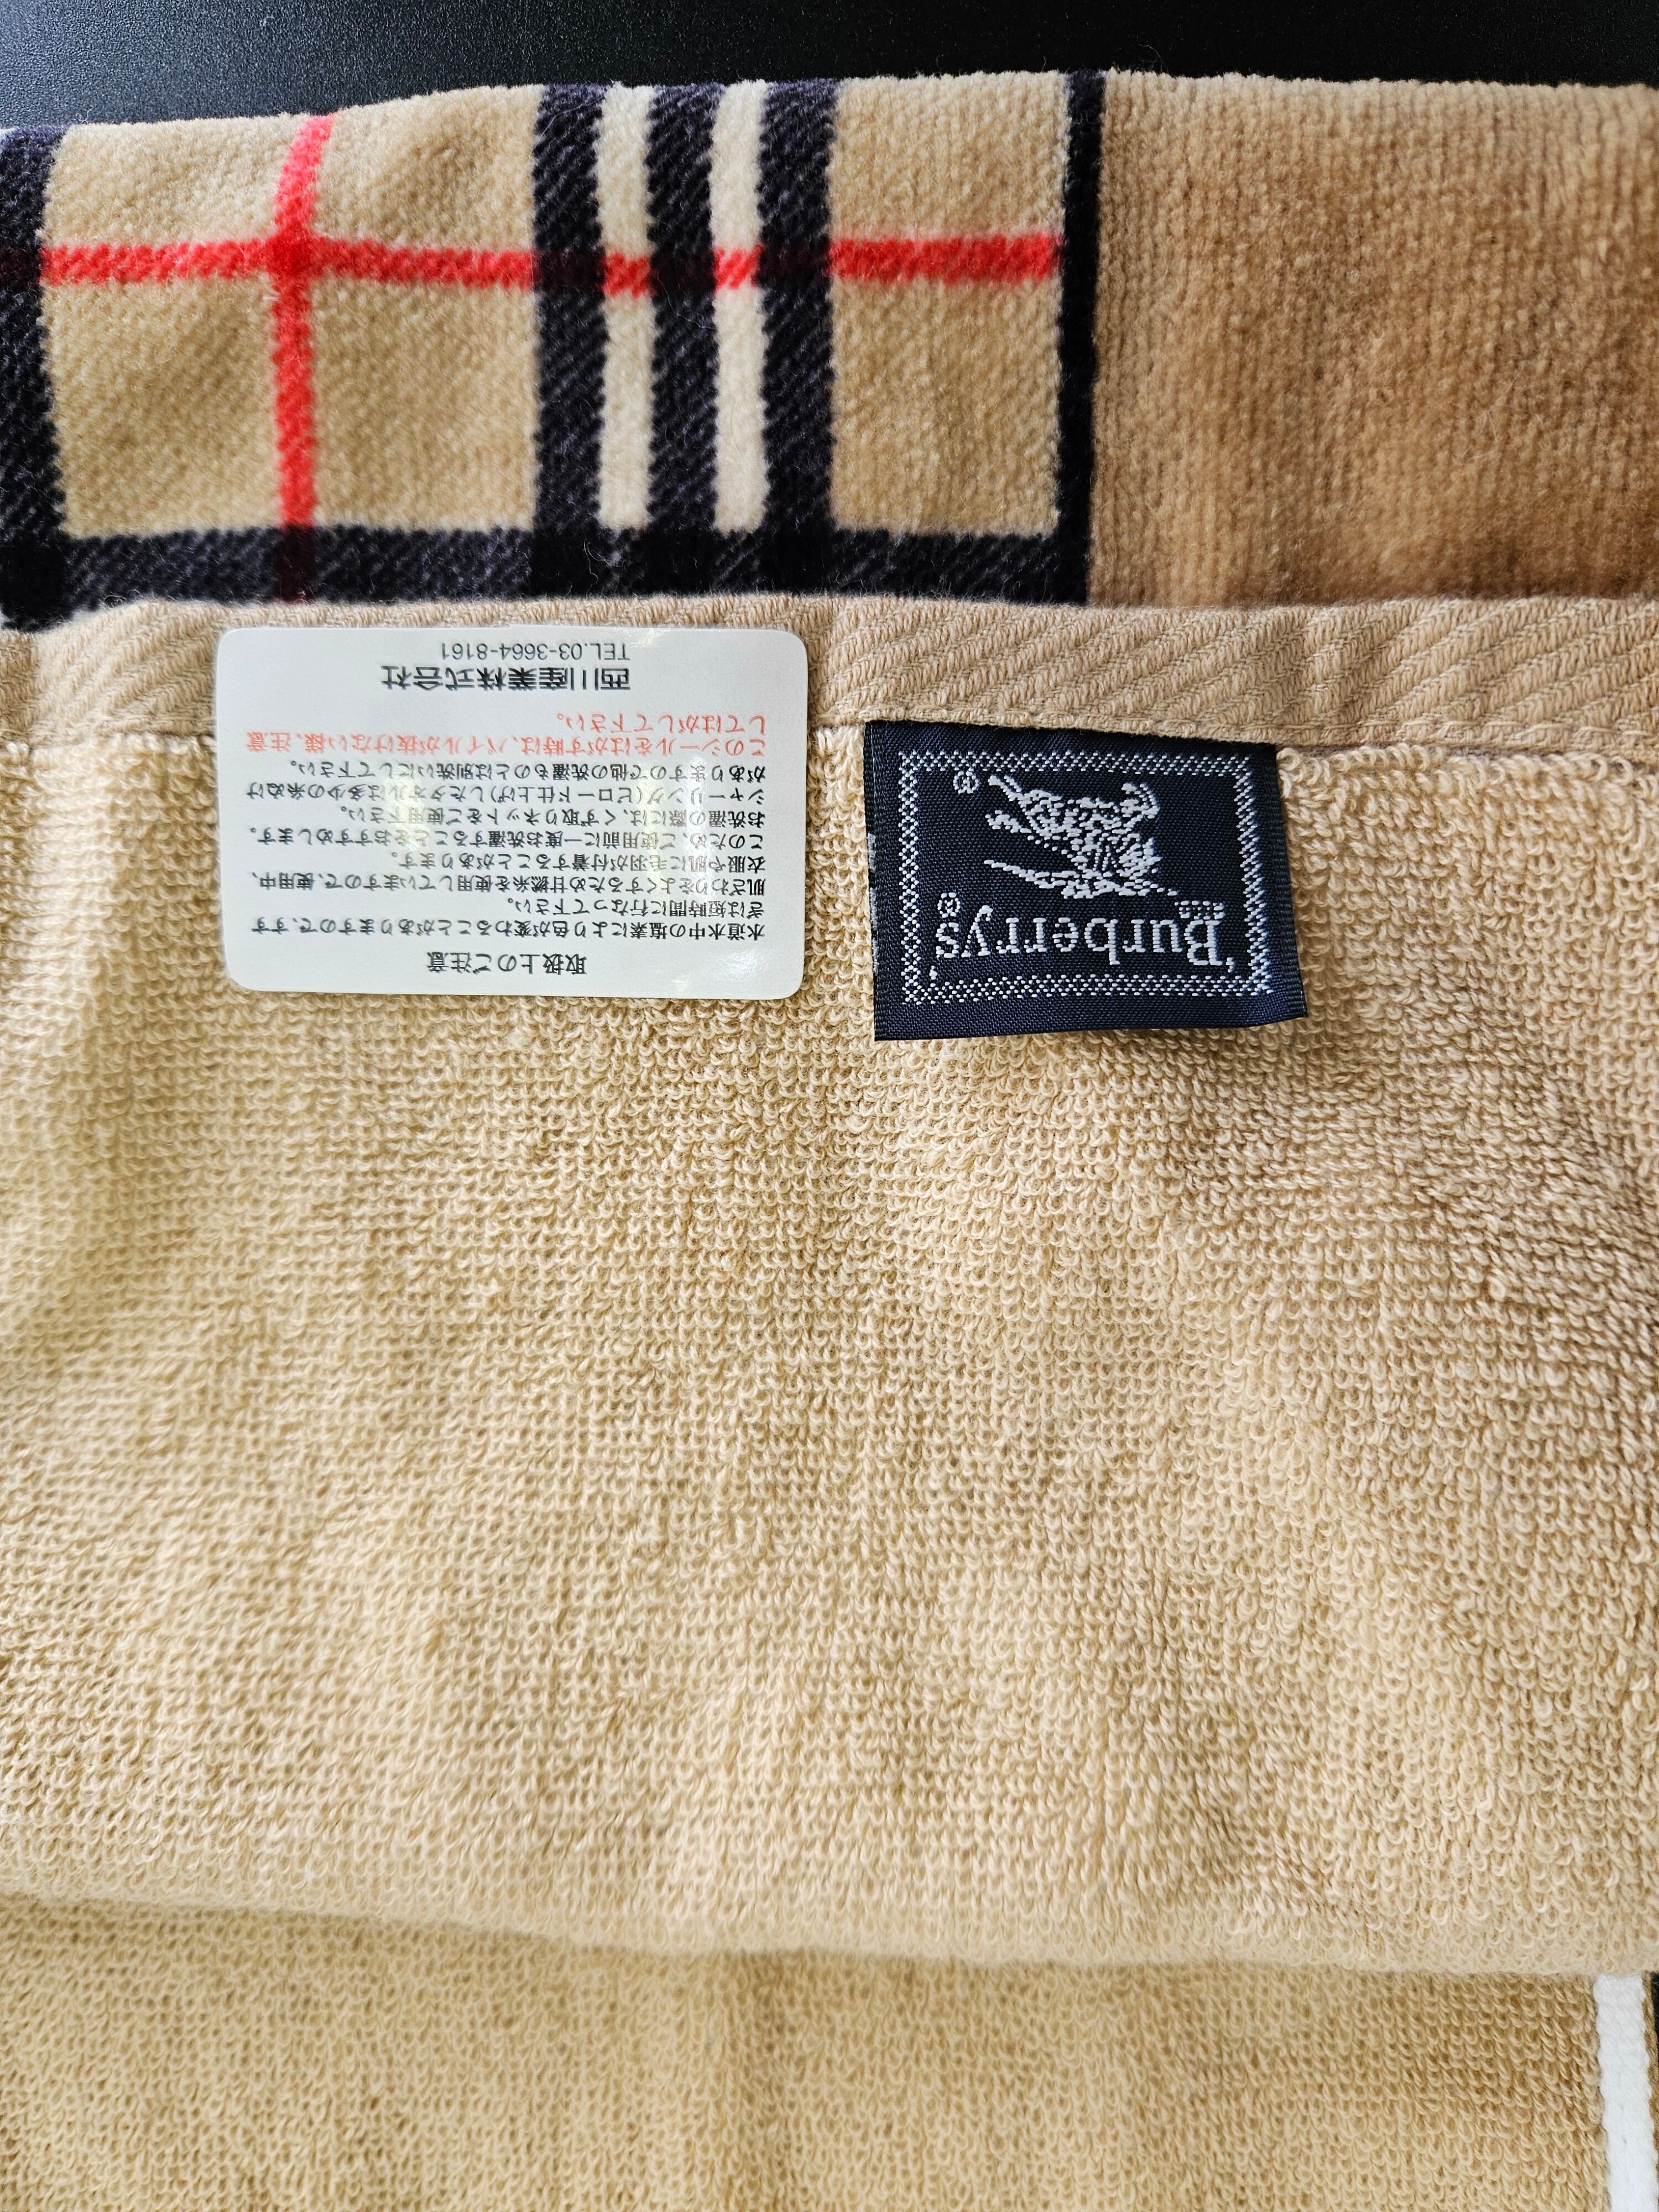 取扱上のご注意
水道水中の塩素により色が変わることがありますので、すす
ぎは短時間に行なって下さい。
肌ざわりをよくするため甘撚糸を使用していますので、使用中、
衣服や肌に毛羽が付着することがあります。
このため、ご使用前に一度お洗濯することをおすすめします。
お洗濯の際には、くず取りネットをご使用下さい。
シャーリング(ビロード仕上げ)したタオルは多少の糸ぬけ
がありますので他の洗濯ものとは別洗いにして下さい。
このシールをはがす時は、パイルが抜けない様、注意
してはがして下さい。
西川産業株式会社
TEL.03-3664-8161
Burberrys®
®